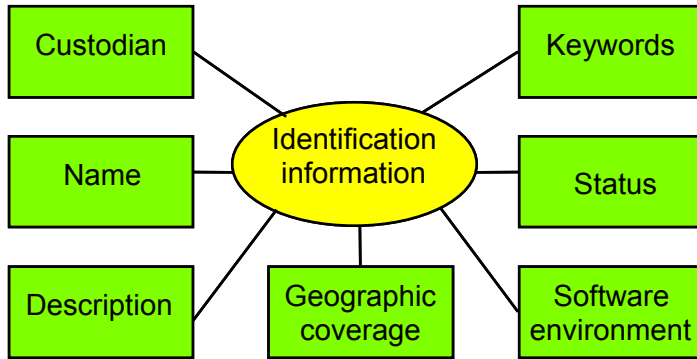 Custodian
Keywords
Identification
information
Name
Status
Description
Geographic
coverage
Software
environment